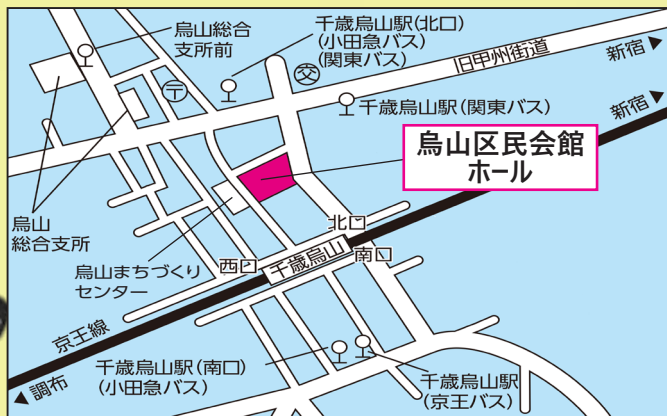 烏山総合
支所前
千歳烏山駅(北口)
(小田急バス)
(関東バス)
旧甲州街道
新宿▶
〒
交
千歳烏山駅(関東バス)
新宿▶
烏山区民会館
ホール
烏山
総合支所
北口
烏山まちづくり
センター
西口
千歳烏山
南口
京王線
千歳烏山駅(南口)
(小田急バス)
千歳烏山駅
(京王バス)
◀調布